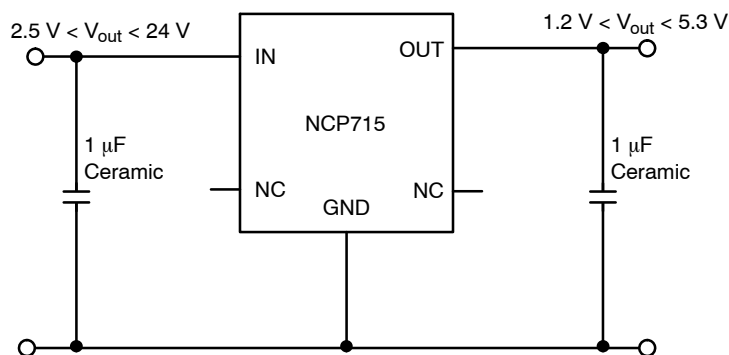 2.5 V < Vout < 24 V
1.2 V < Vout < 5.3 V
IN
OUT
NCP715
1 μF
Ceramic
1 μF
Ceramic
NC
NC
GND